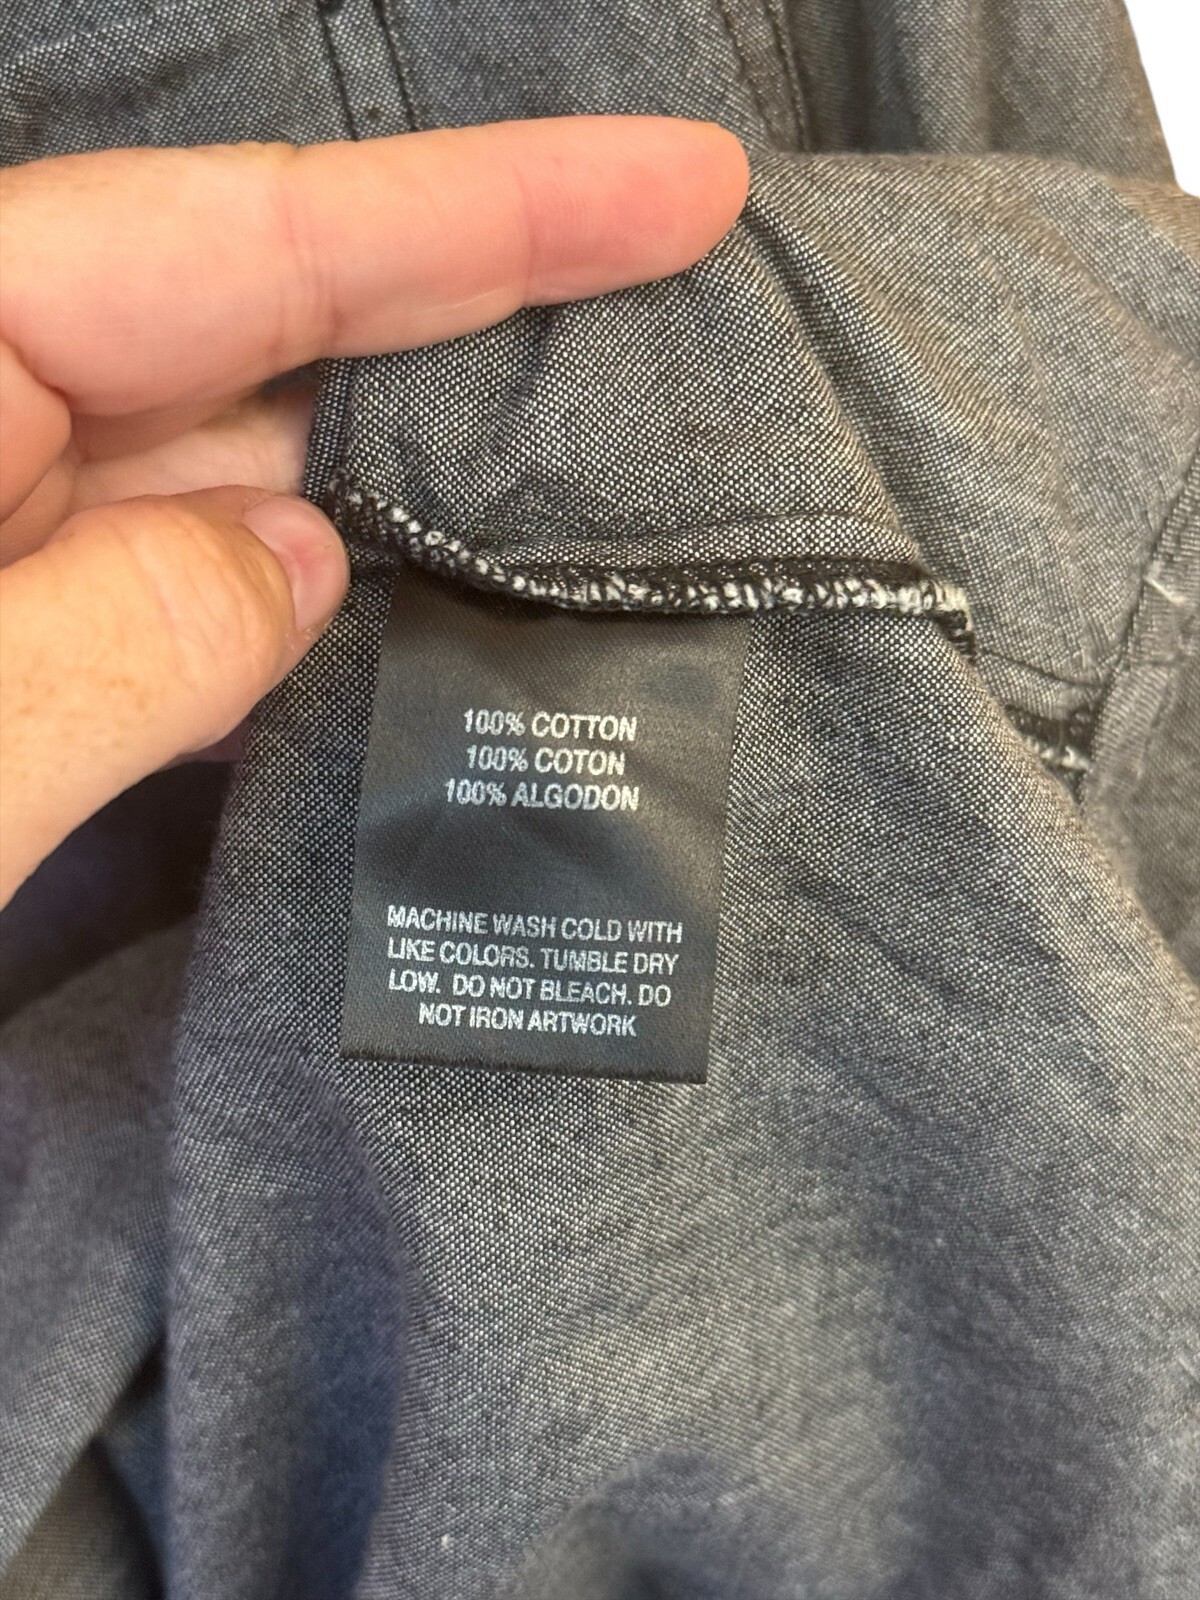 100% COTTON
100% COTON
100% ALGODON
MACHINE WASH COLD WITH
LIKE COLORS. TUMBLE DRY
LOW. DO NOT BLEACH. DO
NOT IRON ARTWORK